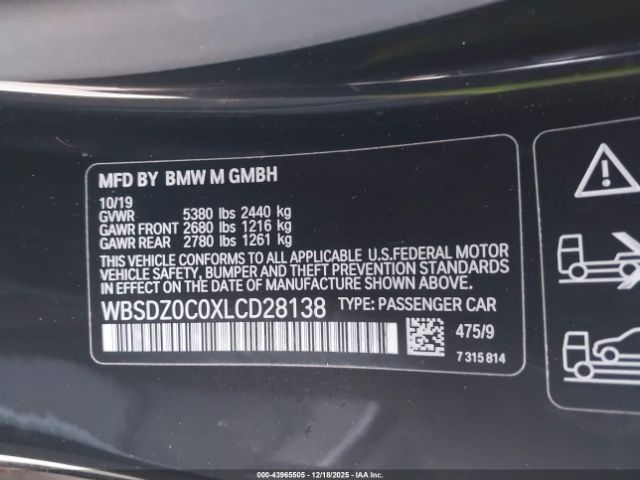 MFD BY BMW M GMBH
10/19
GVWR 5380 lbs 2440 kg
GAWR FRONT 2680 lbs 1216 kg
GAWR REAR 2780 lbs 1261 kg
THIS VEHICLE CONFORMS TO ALL APPLICABLE U.S.FEDERAL MOTOR
VEHICLE SAFETY, BUMPER AND THEFT PREVENTION STANDARDS
IN EFFECT ON THE DATE OF MANUFACTURE SHOWN ABOVE.
WBSDZ0C0XLCD28138 TYPE: PASSENGER CAR
475/9
7 315 814
000-43965505 - 12/18/2025 - IAA Inc.